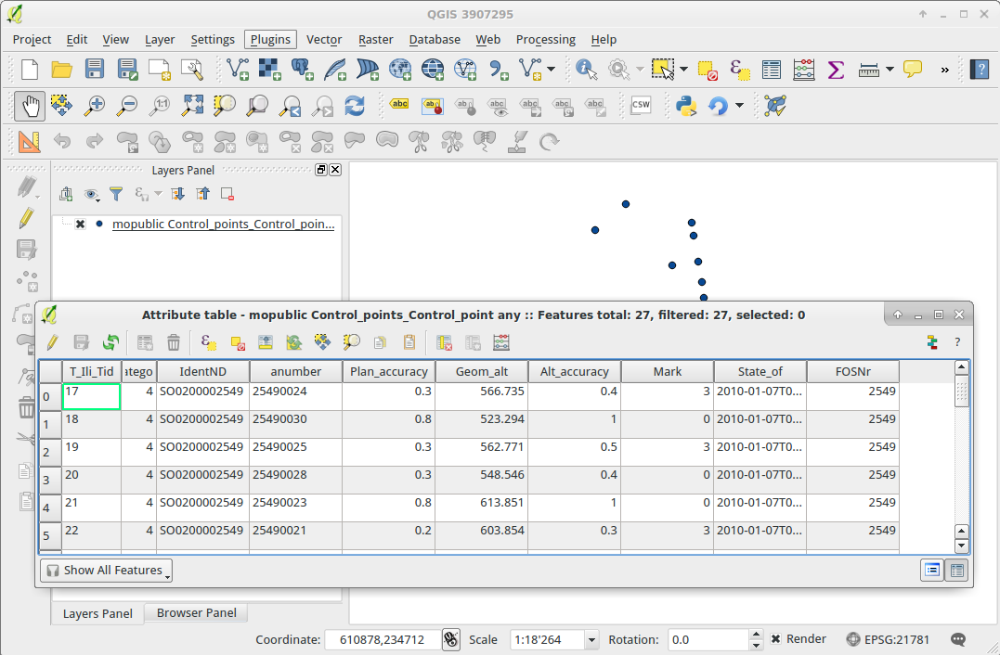 QGIS 3907295
Project Edit View Layer Settings Plugins Vector Raster Database Web Processing Help
Layers Panel
mopublic Control_points_Control_poin...
Attribute table - mopublic Control_points_Control_point any :: Features total: 27, filtered: 27, selected: 0
T_Ili_Tid atego IdentND anumber Plan_accuracy Geom_alt Alt_accuracy Mark State_of FOSNr
0 17 4 SO0200002549 25490024 0.3 566.735 0.4 3 2010-01-07T0... 2549
1 18 4 SO0200002549 25490030 0.8 523.294 1 0 2010-01-07T0... 2549
2 19 4 SO0200002549 25490025 0.3 562.771 0.5 3 2010-01-07T0... 2549
3 20 4 SO0200002549 25490028 0.3 548.546 0.4 0 2010-01-07T0... 2549
4 21 4 SO0200002549 25490023 0.8 613.851 1 0 2010-01-07T0... 2549
5 22 4 SO0200002549 25490021 0.2 603.854 0.3 3 2010-01-07T0... 2549
Show All Features
Layers Panel Browser Panel
Coordinate: 610878,234712 Scale 1:18'264 Rotation: 0.0 Render EPSG:21781